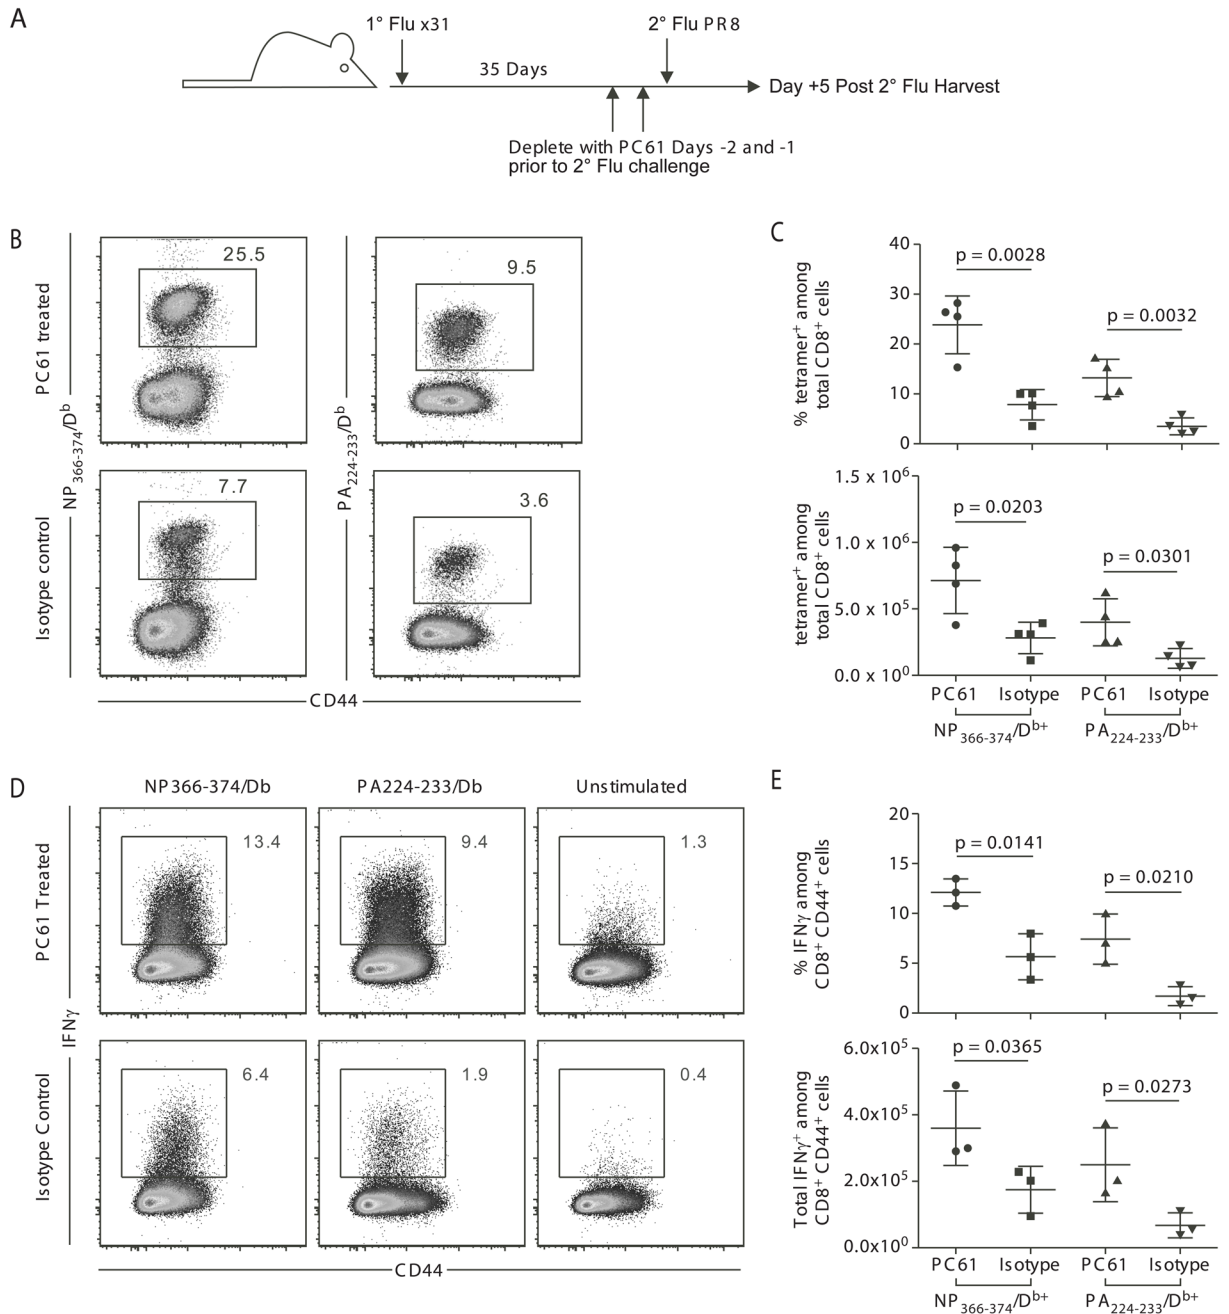 A
1° Flu x31
2° Flu PR8
35 Days
Day +5 Post 2° Flu Harvest
Deplete with PC61 Days -2 and -1
prior to 2° Flu challenge
B
PC61 treated
Isotype control
NP366-374/Db
PA224-233/Db
25.5
9.5
7.7
3.6
CD44
C
% tetramer+ among
total CD8+ cells
40
30
20
10
0
p = 0.0028
p = 0.0032
tetramer+ among
total CD8+ cells
1.5 x 10^6
1.0 x 10^6
5.0 x 10^5
0.0 x 10^0
p = 0.0203
p = 0.0301
PC61 Isotype PC61 Isotype
NP366-374/Db+ PA224-233/Db+
D
NP366-374/Db PA224-233/Db Unstimulated
PC61 Treated
Isotype Control
IFNγ
13.4
9.4
1.3
6.4
1.9
0.4
CD44
E
% IFNγ among
CD8+ CD44+ cells
20
15
10
5
0
p = 0.0141
p = 0.0210
Total IFNγ+ among
CD8+ CD44+ cells
6.0x10^5
4.0x10^5
2.0x10^5
0.0x10^0
p = 0.0365
p = 0.0273
PC61 Isotype PC61 Isotype
NP366-374/Db+ PA224-233/Db+